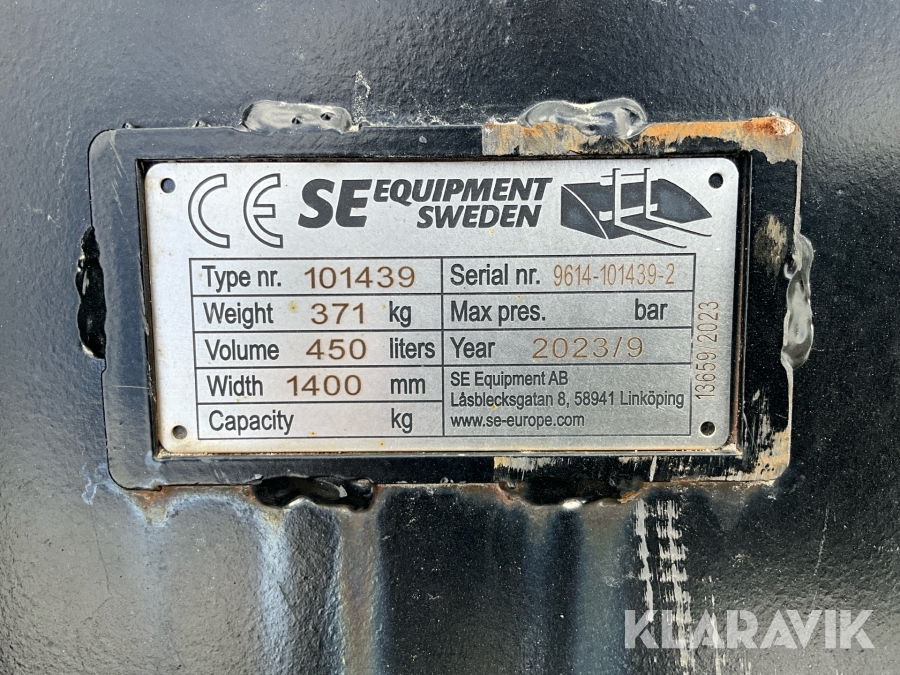 CE SE EQUIPMENT
SWEDEN
Type nr. 101439 Serial nr. 9614-101439-2
Weight 371 kg Max pres. bar
Volume 450 liters Year 2023/9
Width 1400 mm SE Equipment AB
Låsblecksgatan 8, 58941 Linköping
Capacity kg www.se-europe.com
13659/2023
KLARAVIK